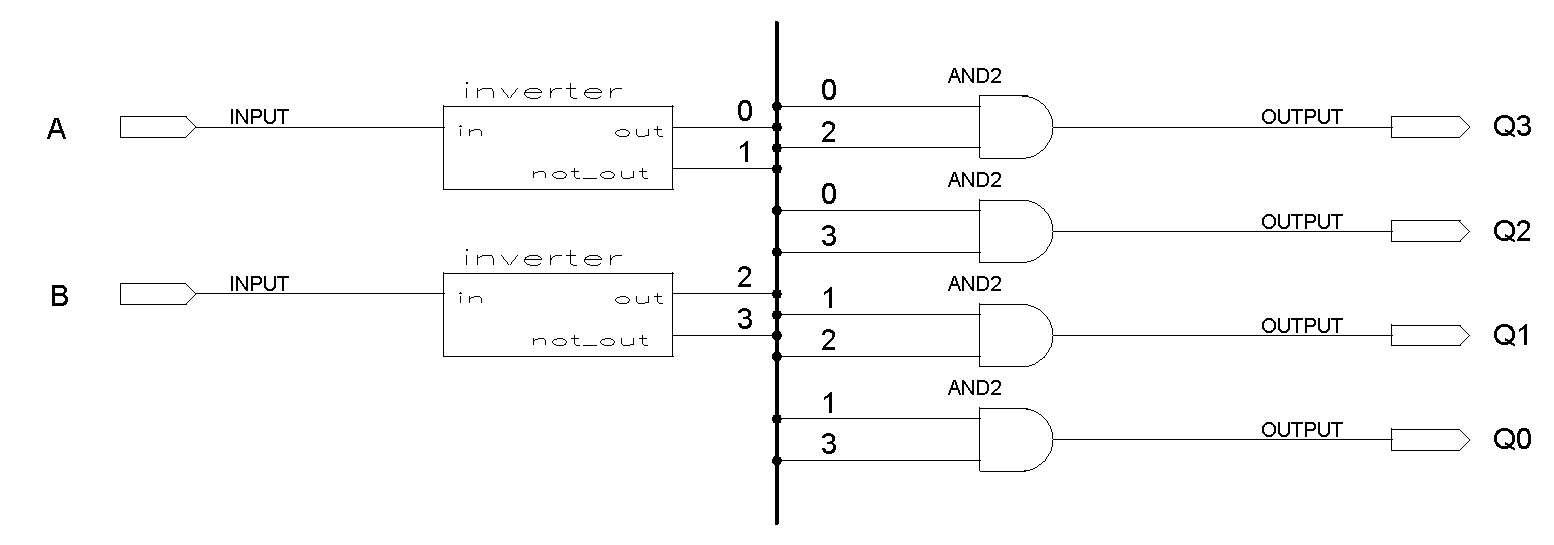 AND2
inverter
0
0
A
INPUT
in
out
OUTPUT
Q3
2
1
not_out
AND2
0
OUTPUT
Q2
3
inverter
AND2
B
INPUT
in
out
2
1
3
not_out
OUTPUT
Q1
2
AND2
1
OUTPUT
Q0
3